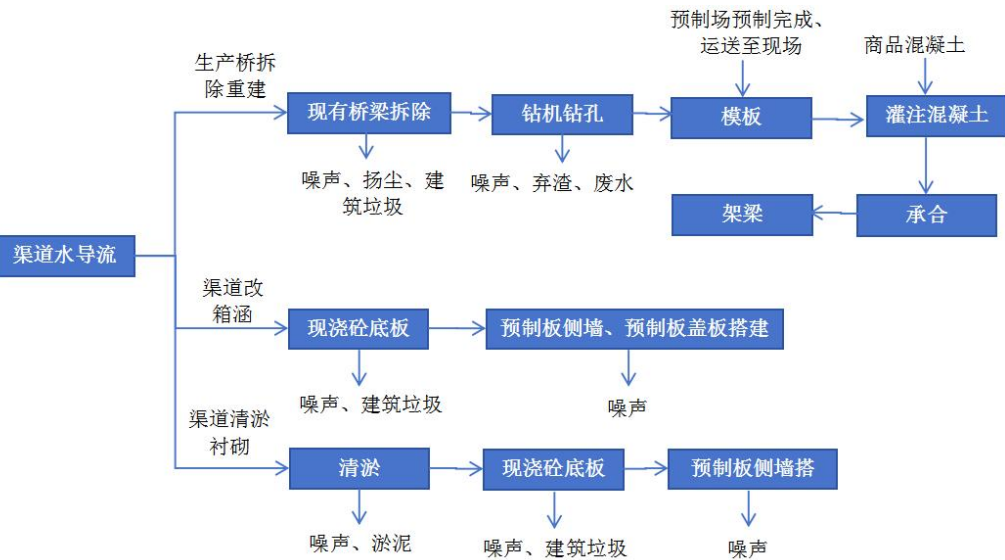 预制场预制完成、
运送至现场
商品混凝土
生产桥拆
除重建
现有桥梁拆除
钻机钻孔
模板
灌注混凝土
噪声、扬尘、建
筑垃圾
噪声、弃渣、废水
架梁
承合
渠道水导流
渠道改
箱涵
现浇砼底板
预制板侧墙、预制板盖板搭建
噪声、建筑垃圾
噪声
渠道清淤
衬砌
清淤
现浇砼底板
预制板侧墙搭
噪声、淤泥
噪声、建筑垃圾
噪声